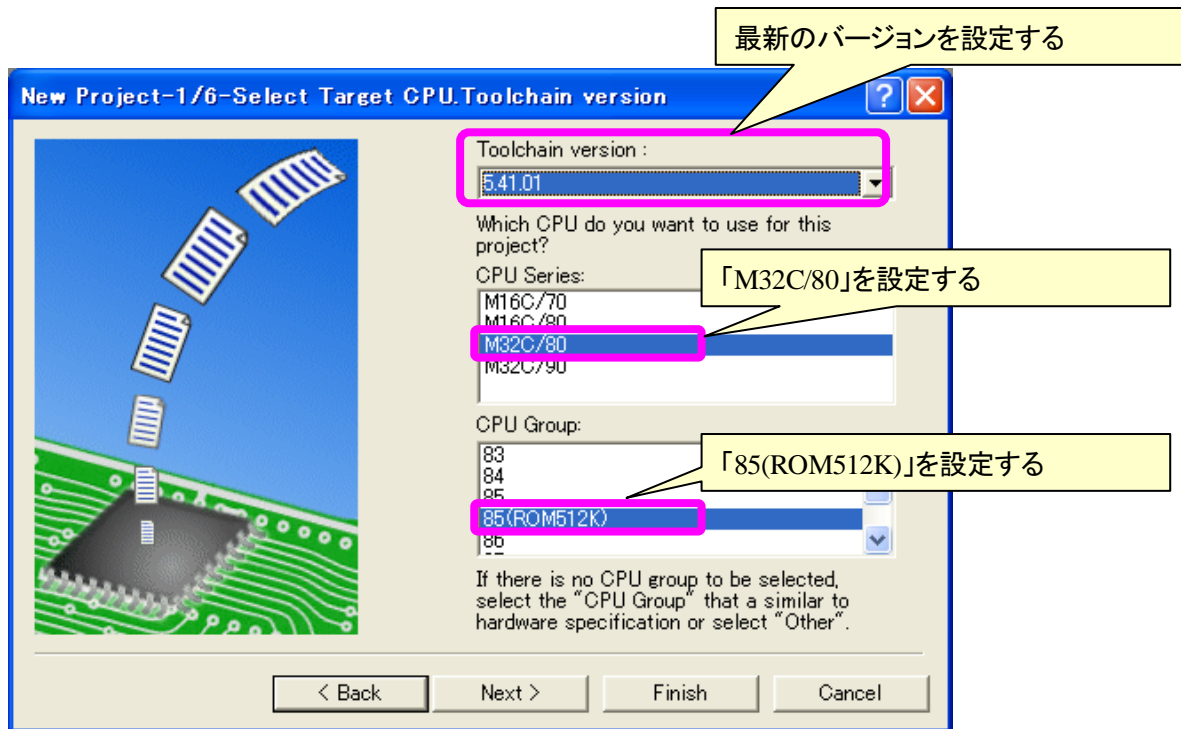 最新のバージョンを設定する
New Project-1/6-Select Target CPU.Toolchain version
Toolchain version :
5.41.01
Which CPU do you want to use for this
project?
CPU Series:
「M32C/80」を設定する
M16C/70
M16C/80
M32C/80
M32C/90
CPU Group:
「85(ROM512K)」を設定する
83
84
85
85(ROM512K)
86
If there is no CPU group to be selected,
select the "CPU Group" that a similar to
hardware specification or select "Other".
< Back
Next >
Finish
Cancel